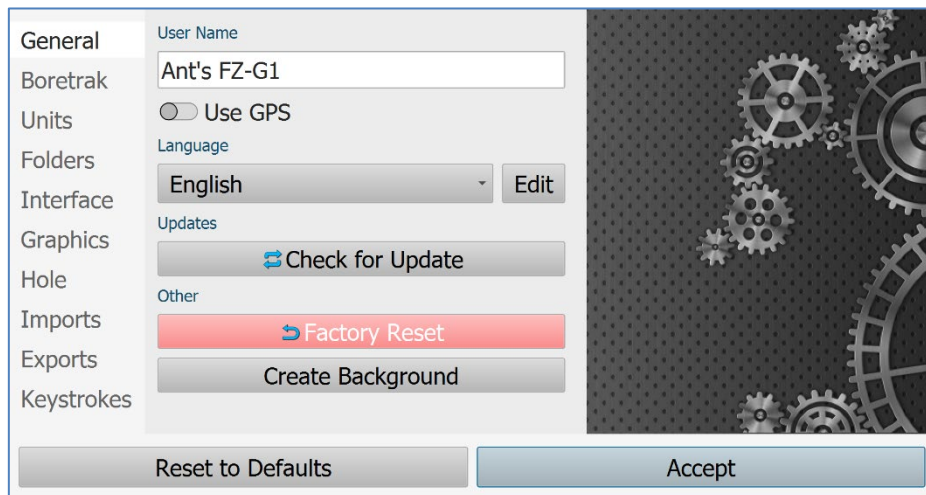 General
Boretrak
Units
Folders
Interface
Graphics
Hole
Imports
Exports
Keystrokes
User Name
Ant's FZ-G1
Use GPS
Language
English
Edit
Updates
Check for Update
Other
Factory Reset
Create Background
Reset to Defaults
Accept